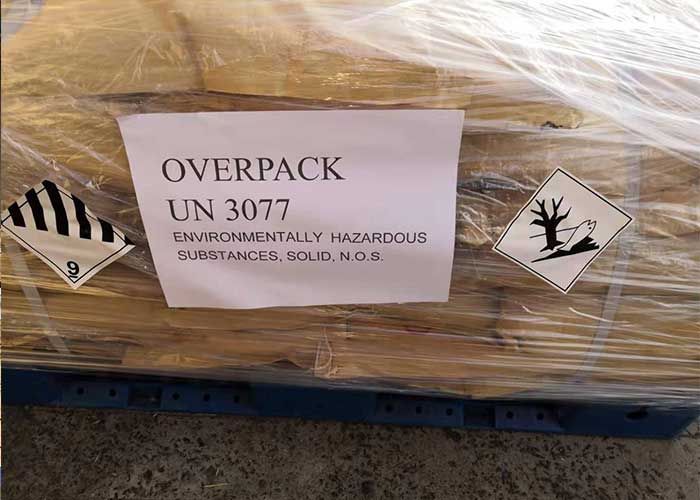 OVERPACK
UN 3077
ENVIRONMENTALLY HAZARDOUS
SUBSTANCES, SOLID, N.O.S.
9